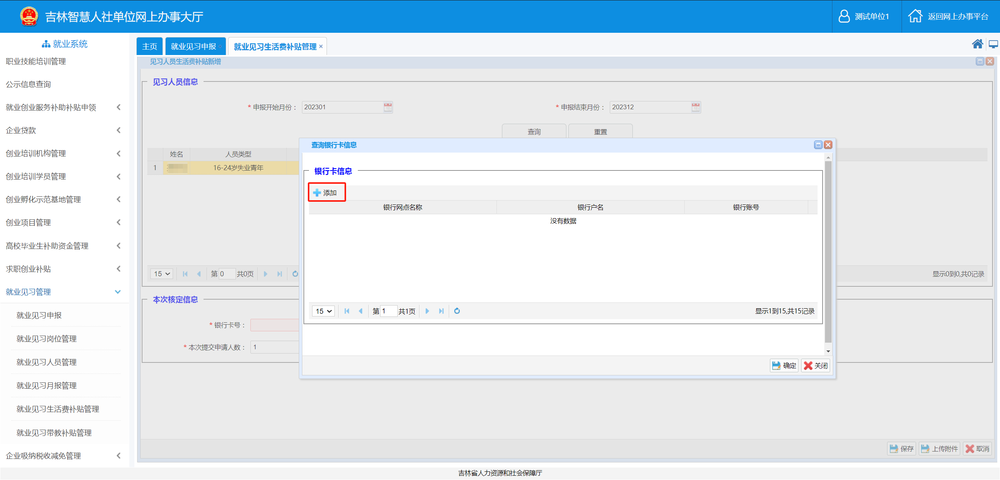 吉林智慧人社单位网上办事大厅
测试单位1
返回网上办事平台
就业系统
职业技能培训管理
公示信息查询
就业创业服务补助补贴申领
企业贷款
创业培训机构管理
创业培训学员管理
创业孵化示范基地管理
创业项目管理
高校毕业生补助资金管理
求职创业补贴
就业见习管理
就业见习申报
就业见习岗位管理
就业见习人员管理
就业见习月报管理
就业见习生活费补贴管理
就业见习带教补贴管理
企业吸纳税收减免管理
主页 就业见习申报 × 就业见习生活费补贴管理 ×
见习人员生活费补贴新增
见习人员信息
* 申报开始月份： 202301 * 申报结束月份： 202312
查询 重置
姓名 人员类型
1 16-24岁失业青年
15 第 0 共0页 显示0到0,共0记录
本次核定信息
* 银行卡号：
* 本次提交申请人数： 1
查询银行卡信息
银行卡信息
添加
银行网点名称 银行户名 银行账号
没有数据
15 第 1 共1页 显示1到15,共15记录
确定 关闭
保存 上传附件 取消
吉林省人力资源和社会保障厅